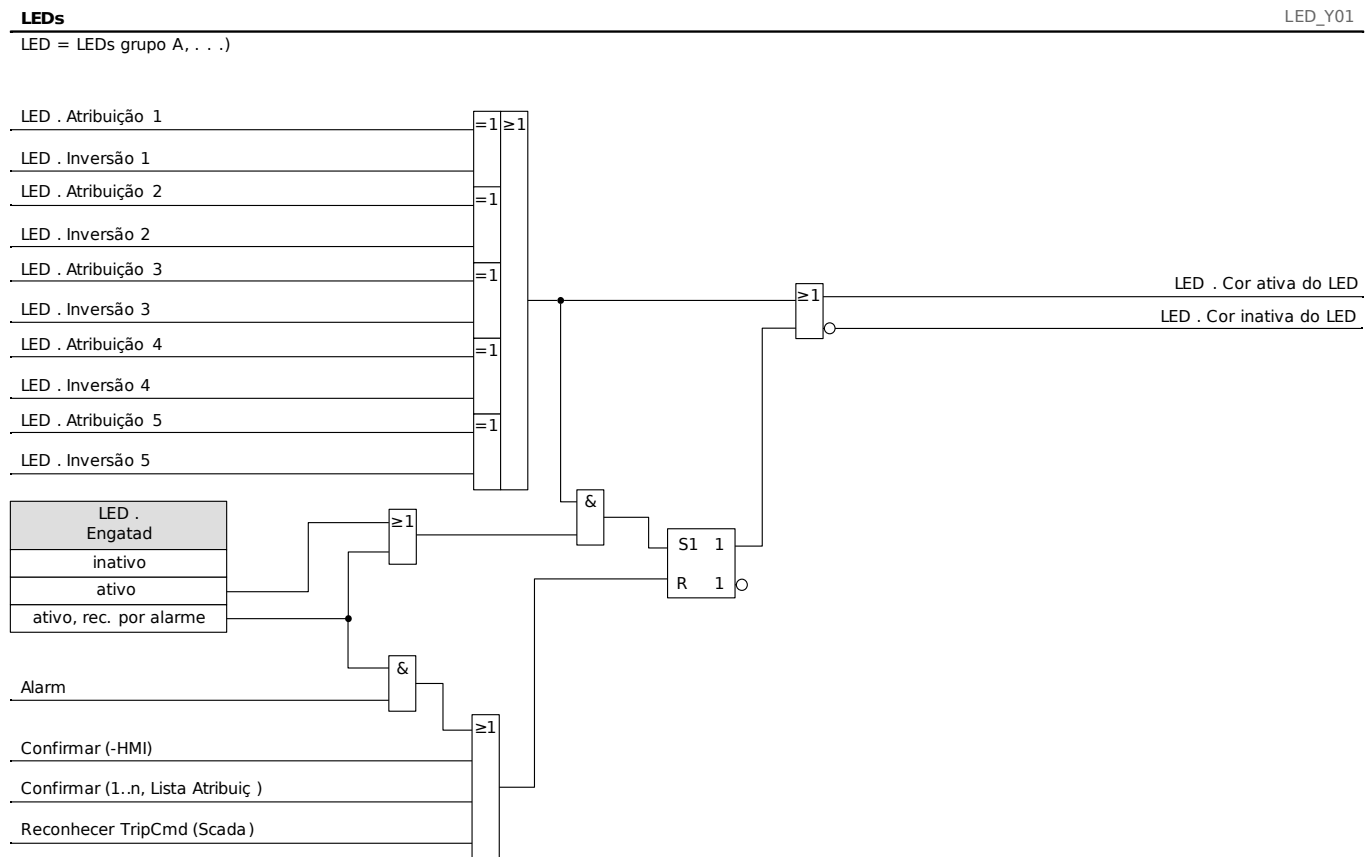 LEDs
LED_Y01
LED = LEDs grupo A, . . .)
LED . Atribuição 1
=1 ≥1
LED . Inversão 1
LED . Atribuição 2
=1
LED . Inversão 2
LED . Atribuição 3
=1
LED . Inversão 3
LED . Atribuição 4
=1
LED . Inversão 4
LED . Atribuição 5
=1
LED . Inversão 5
≥1
LED . Cor ativa do LED
LED . Cor inativa do LED
LED .
Engatad
inativo
ativo
ativo, rec. por alarme
≥1
&
S1 1
R 1
&
Alarm
≥1
Confirmar (-HMI)
Confirmar (1..n, Lista Atribuiç )
Reconhecer TripCmd (Scada)